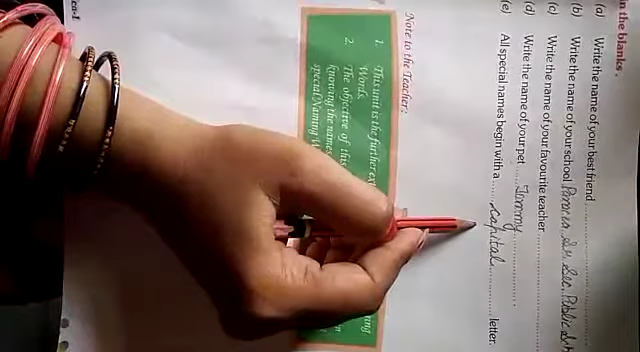 in the blanks.
(a) Write the name of your best friend
(b) Write the name of your school Public
(c) Write the name of your favourite teacher
(d) Write the name of your pet Tommy
(e) All special names begin with a capital letter.
Note to the Teacher:
1. This unit is the further
Words.
2. The objective of this
knowing the names
special Naming